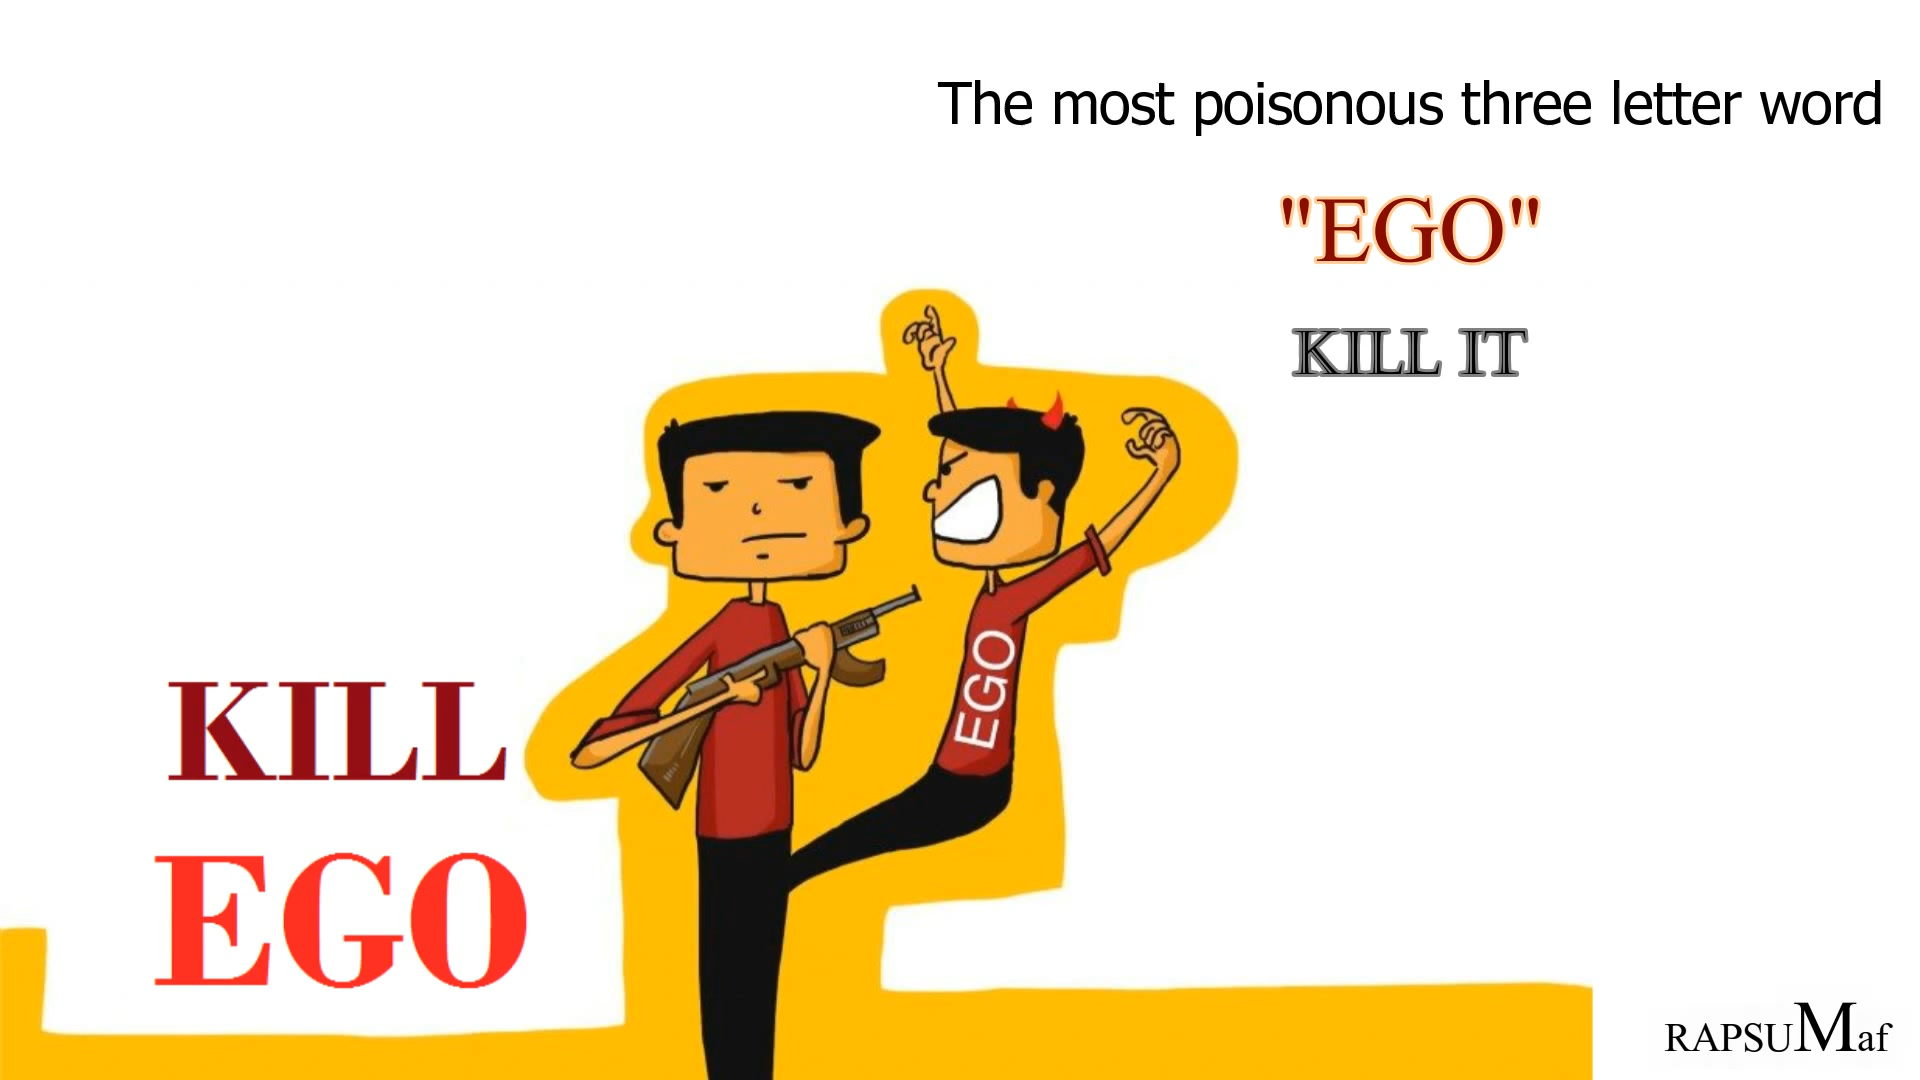 The most poisonous three letter word
"EGO"
KILL IT
EGO
KILL
EGO
RAPSUMaf